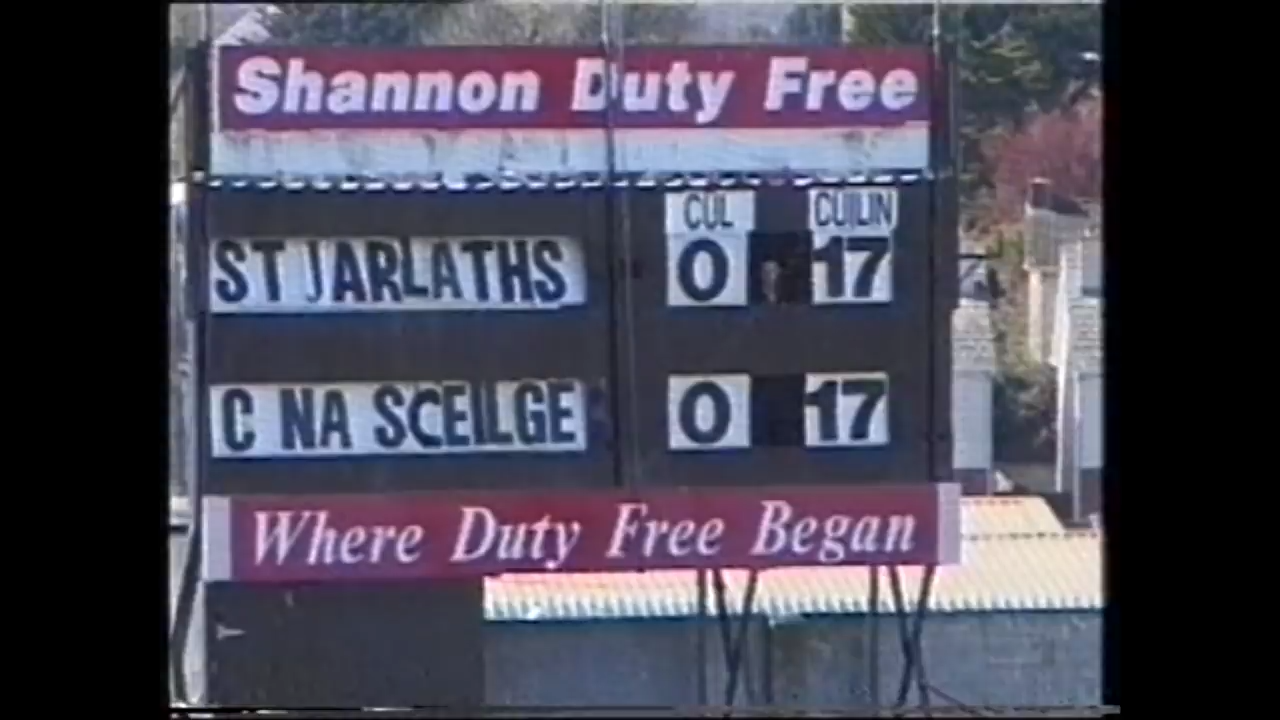 Shannon Duty Free
CUL CUILIN
ST JARLATHS 0 17
C NA SCEILGE 0 17
Where Duty Free Began